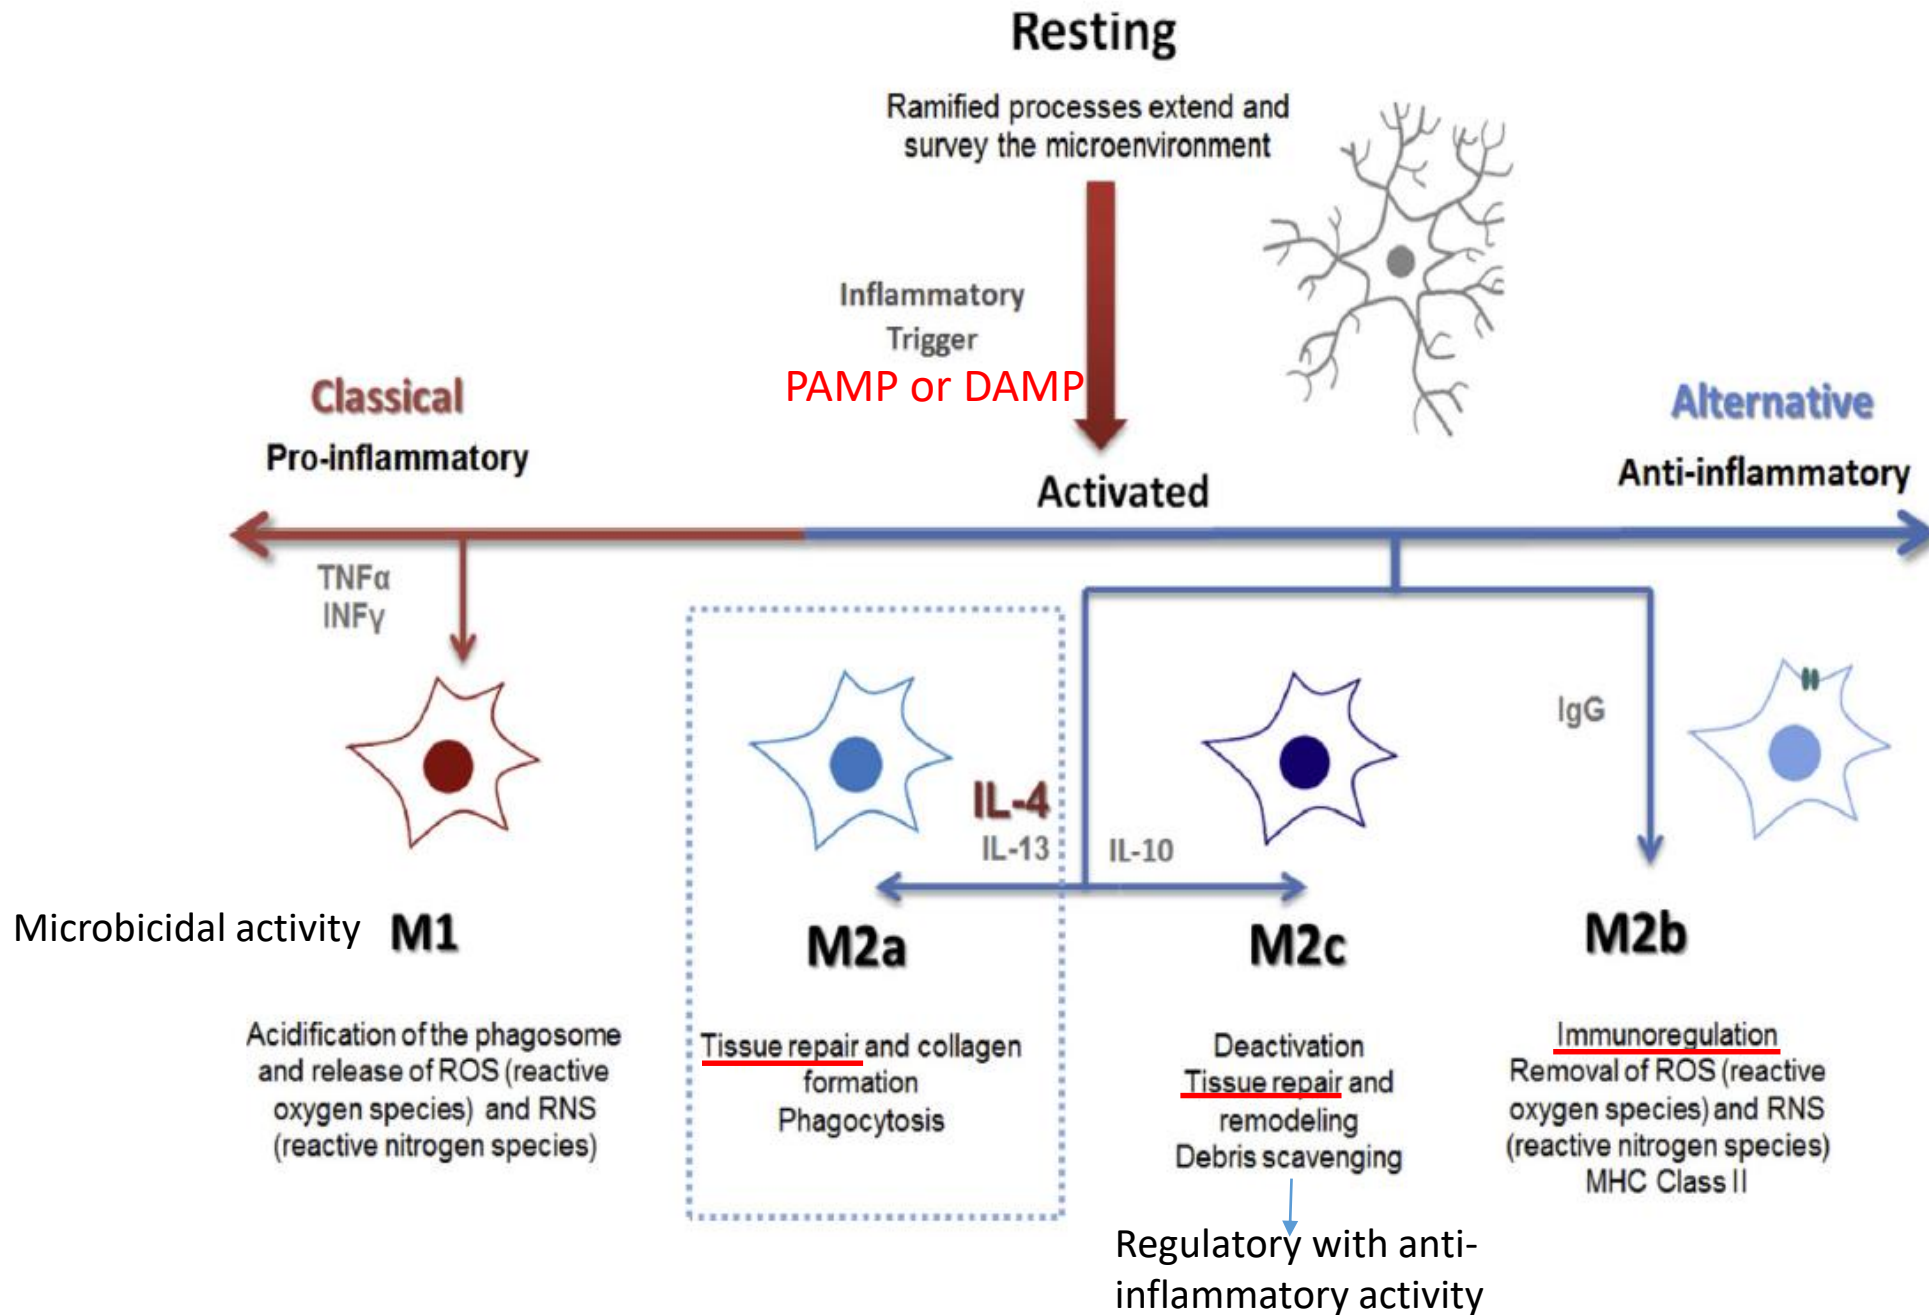 Resting
Ramified processes extend and
survey the microenvironment
Inflammatory
Trigger
PAMP or DAMP
Classical
Pro-inflammatory
Alternative
Anti-inflammatory
Activated
TNFα
INFγ
IL-4
IL-13
IL-10
IgG
Microbicidal activity
M1
M2a
M2c
M2b
Acidification of the phagosome
and release of ROS (reactive
oxygen species) and RNS
(reactive nitrogen species)
Tissue repair and collagen
formation
Phagocytosis
Deactivation
Tissue repair and
remodeling
Debris scavenging
Immunoregulation
Removal of ROS (reactive
oxygen species) and RNS
(reactive nitrogen species)
MHC Class II
Regulatory with anti-
inflammatory activity